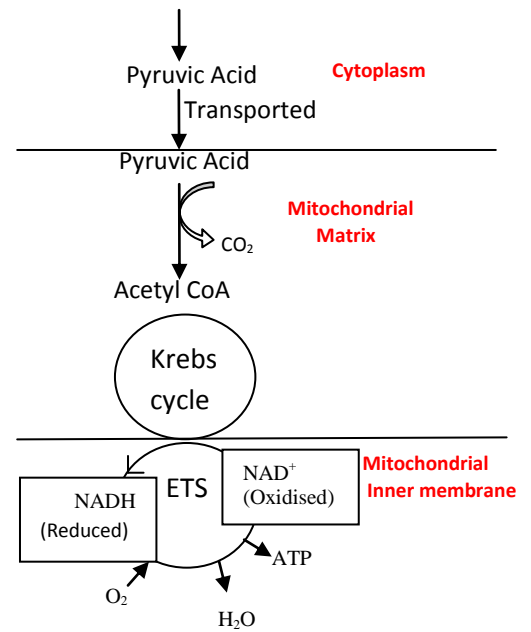 Pyruvic Acid
Cytoplasm
Transported
Pyruvic Acid
Mitochondrial
Matrix
CO₂
Acetyl CoA
Krebs
cycle
ETS
NAD⁺
(Oxidised)
Mitochondrial
Inner membrane
NADH
(Reduced)
ATP
O₂
H₂O